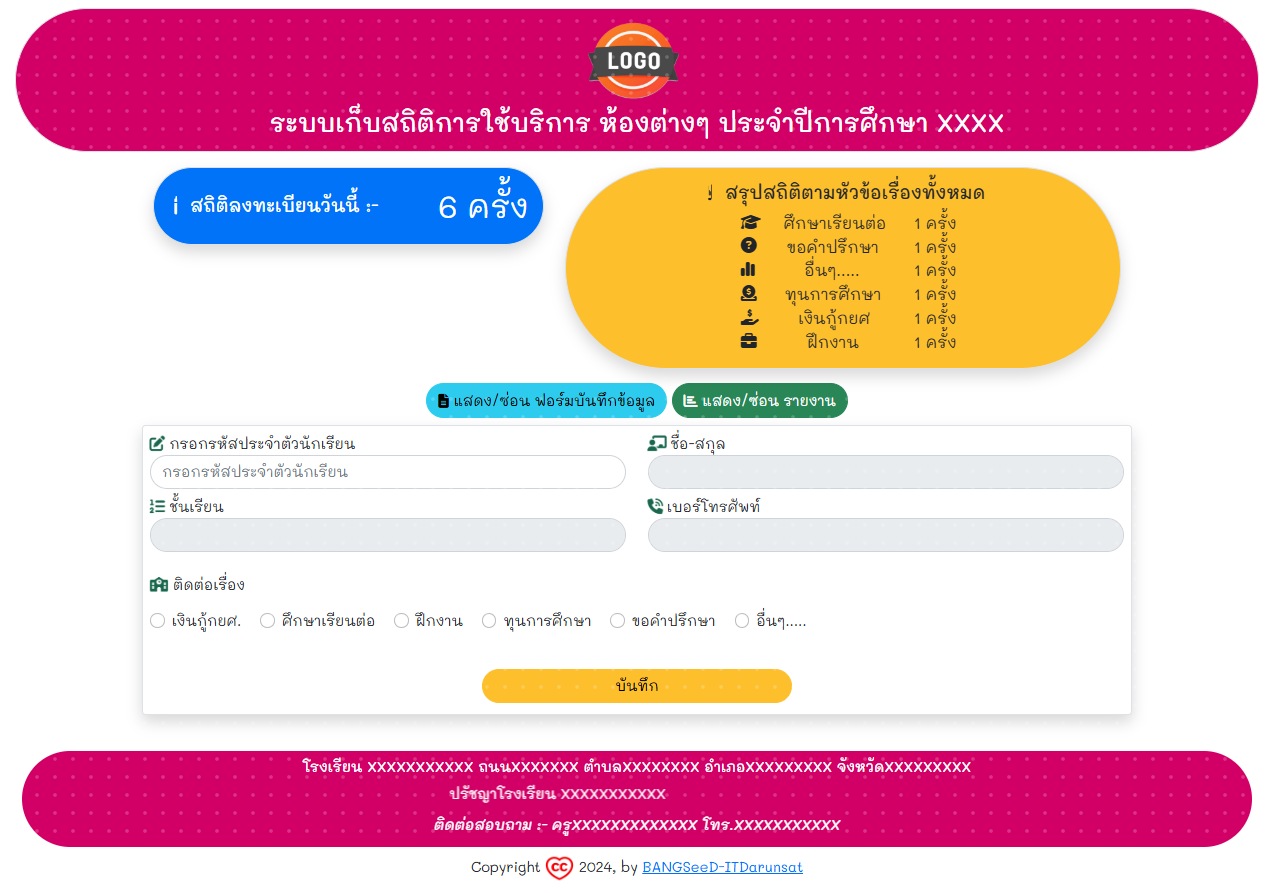 LOGO
ระบบเก็บสถิติการใช้บริการ ห้องต่างๆ ประจำปีการศึกษา XXXX
สถิติลงทะเบียนวันนี้ :- 6 ครั้ง
สรุปสถิติตามหัวข้อเรื่องทั้งหมด
ศึกษาเรียนต่อ 1 ครั้ง
ขอคำปรึกษา 1 ครั้ง
อื่นๆ..... 1 ครั้ง
ทุนการศึกษา 1 ครั้ง
เงินกู้กยศ 1 ครั้ง
ฝึกงาน 1 ครั้ง
แสดง/ซ่อน ฟอร์มบันทึกข้อมูล แสดง/ซ่อน รายงาน
กรอกรหัสประจำตัวนักเรียน ชื่อ-สกุล
กรอกรหัสประจำตัวนักเรียน
ชั้นเรียน เบอร์โทรศัพท์
ติดต่อเรื่อง
เงินกู้กยศ. ศึกษาเรียนต่อ ฝึกงาน ทุนการศึกษา ขอคำปรึกษา อื่นๆ.....
บันทึก
โรงเรียน XXXXXXXXXXX ถนนXXXXXXX ตำบลXXXXXXXX อำเภอXXXXXXXXX จังหวัดXXXXXXXXX
ปรัชญาโรงเรียน XXXXXXXXXXX
ติดต่อสอบถาม :- ครูXXXXXXXXXXXXX โทร.XXXXXXXXXXX
Copyright cc 2024, by BANGSeeD-ITDarunsat